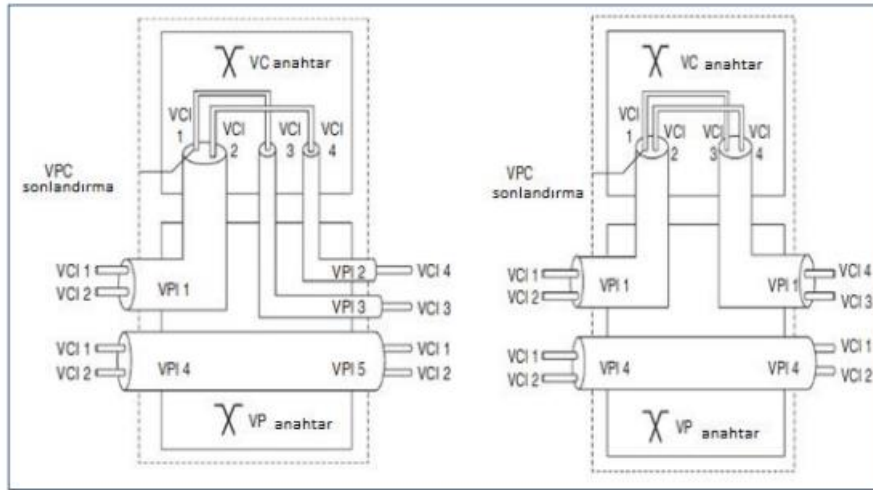 VC anahtar
VCI
1
VCI
2
VCI
3
VCI
4
VPC
sonlandırma
VCI 1
VCI 2
VPI 1
VPI 2
VCI 4
VPI 3
VCI 3
VCI 1
VCI 2
VPI 4
VPI 5
VCI 1
VCI 2
VP anahtar
VC anahtar
VCI
1
VCI
2
VCI
3
VCI
4
VPC
sonlandırma
VCI 1
VCI 2
VPI 1
VPI 1
VCI 4
VCI 3
VCI 1
VCI 2
VPI 4
VPI 4
VCI 1
VCI 2
VP anahtar